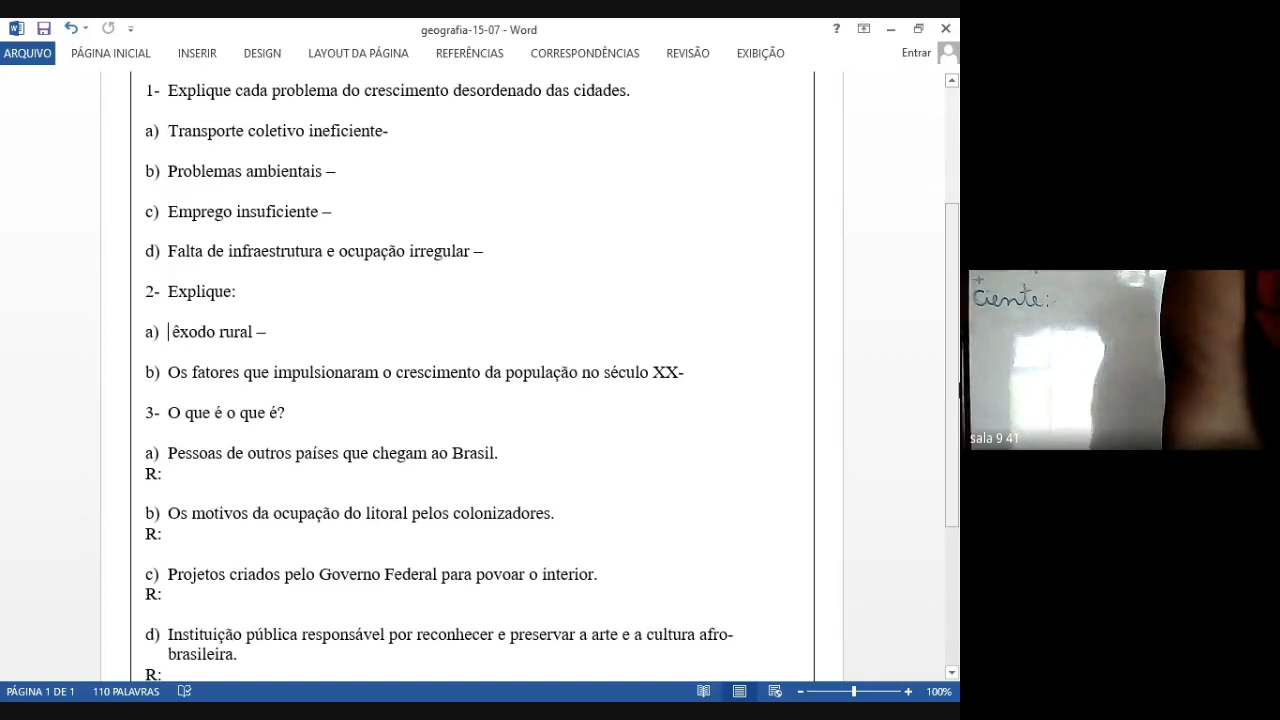 geografia-15-07 - Word
?
ARQUIVO PÁGINA INICIAL INSERIR DESIGN LAYOUT DA PÁGINA REFERÊNCIAS CORRESPONDÊNCIAS REVISÃO EXIBIÇÃO Entrar
1- Explique cada problema do crescimento desordenado das cidades.
a) Transporte coletivo ineficiente-
b) Problemas ambientais –
c) Emprego insuficiente –
d) Falta de infraestrutura e ocupação irregular –
2- Explique:
a) êxodo rural –
b) Os fatores que impulsionaram o crescimento da população no século XX-
3- O que é o que é?
a) Pessoas de outros países que chegam ao Brasil.
R:
b) Os motivos da ocupação do litoral pelos colonizadores.
R:
c) Projetos criados pelo Governo Federal para povoar o interior.
R:
d) Instituição pública responsável por reconhecer e preservar a arte e a cultura afro-
brasileira.
R:
PÁGINA 1 DE 1 110 PALAVRAS 100%
Ciente:
sala 9 41